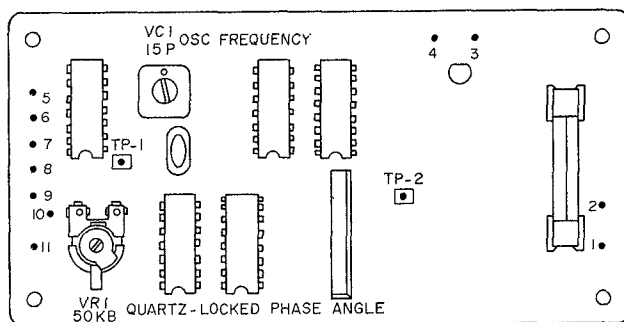 VC1 OSC FREQUENCY
15P
4 3
5
6
TP-1
7
8
TP-2
9
2
10
11
1
VR1 QUARTZ-LOCKED PHASE ANGLE
50KB